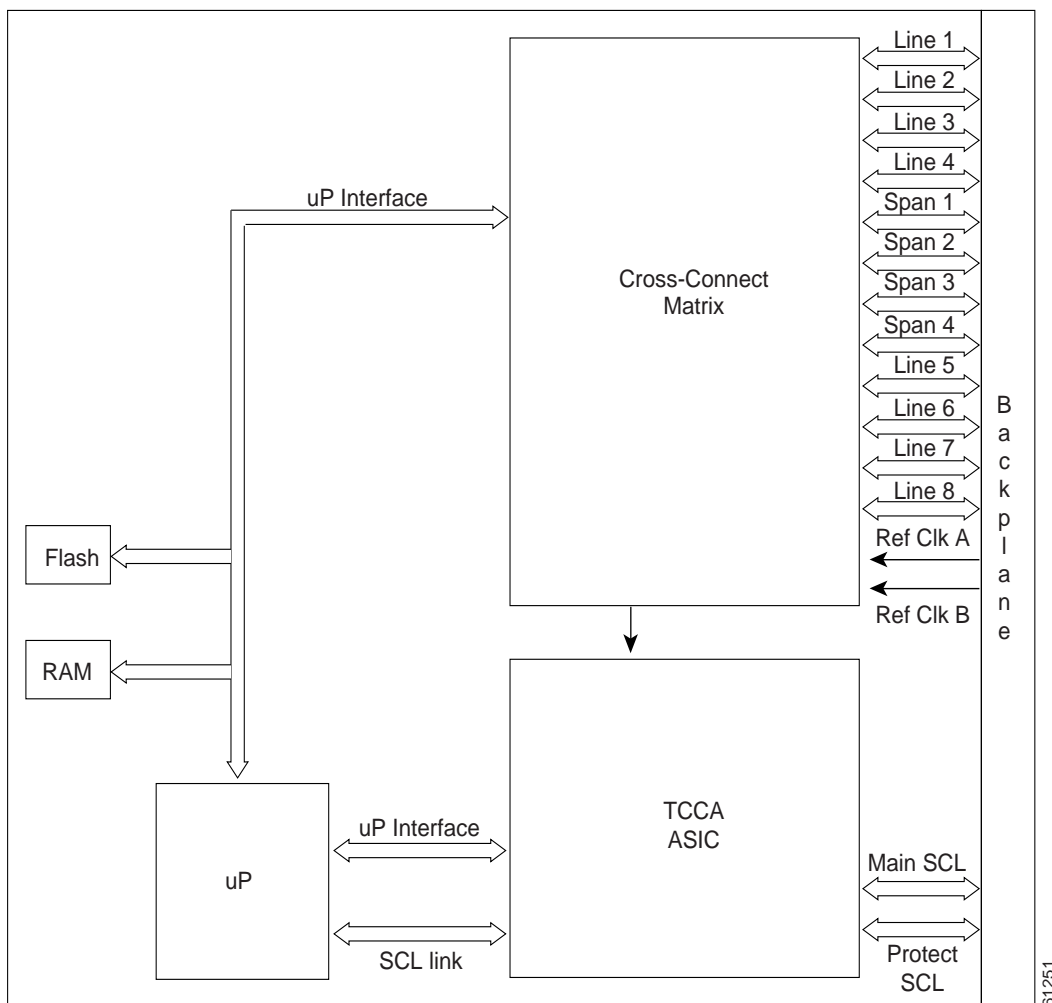 Line 1
Line 2
Line 3
Line 4
uP Interface
Span 1
Span 2
Cross-Connect
Matrix
Span 3
Span 4
Line 5
Line 6
Line 7
Line 8
Backplane
Flash
Ref Clk A
Ref Clk B
RAM
TCCA
ASIC
uP Interface
uP
Main SCL
SCL link
Protect
SCL
61251